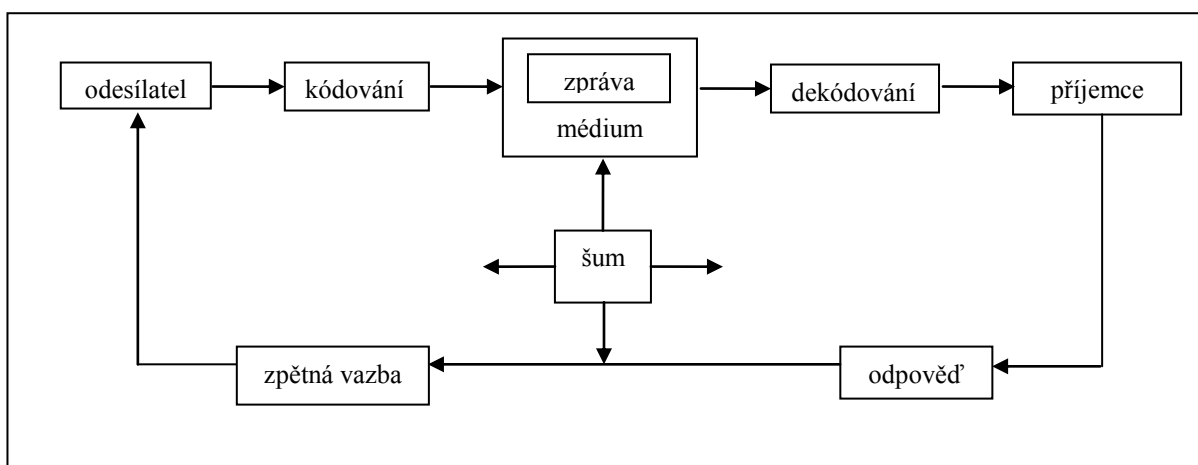 odesílatel
kódování
zpráva
médium
dekódování
příjemce
šum
zpětná vazba
odpověď